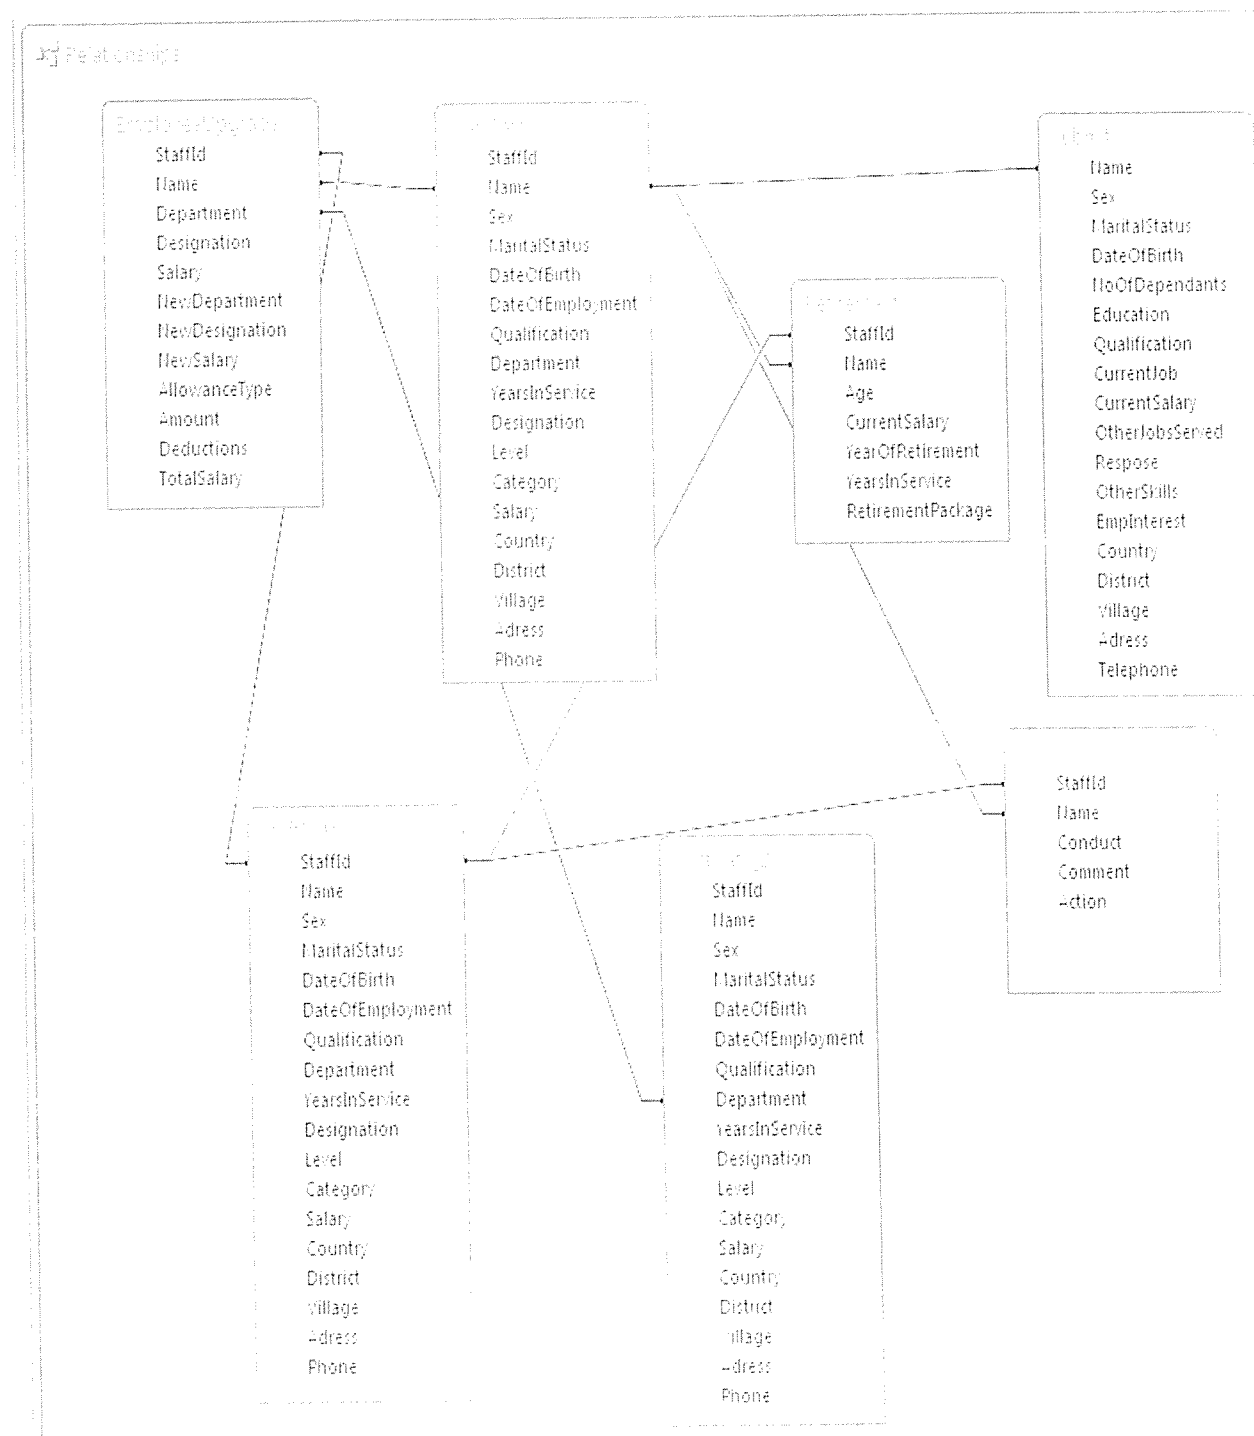 Relationships
EmployeeUpgrade
StaffId
Name
Department
Designation
Salary
NewDepartment
NewDesignation
NewSalary
AllowanceType
Amount
Deductions
TotalSalary
StaffId
Name
Sex
MaritalStatus
DateOfBirth
DateOfEmployment
Qualification
Department
YearsInService
Designation
Level
Category
Salary
Country
District
Village
Adress
Phone
StaffId
Name
Age
CurrentSalary
YearOfRetirement
YearsInService
RetirementPackage
Name
Sex
MaritalStatus
DateOfBirth
NoOfDependants
Education
Qualification
CurrentJob
CurrentSalary
OtherJobsServed
Respose
OtherSkills
EmpInterest
Country
District
Village
Adress
Telephone
StaffId
Name
Sex
MaritalStatus
DateOfBirth
DateOfEmployment
Qualification
Department
YearsInService
Designation
Level
Category
Salary
Country
District
Village
Adress
Phone
StaffId
Name
Sex
MaritalStatus
DateOfBirth
DateOfEmployment
Qualification
Department
YearsInService
Designation
Level
Category
Salary
Country
District
Village
Adress
Phone
StaffId
Name
Conduct
Comment
Action